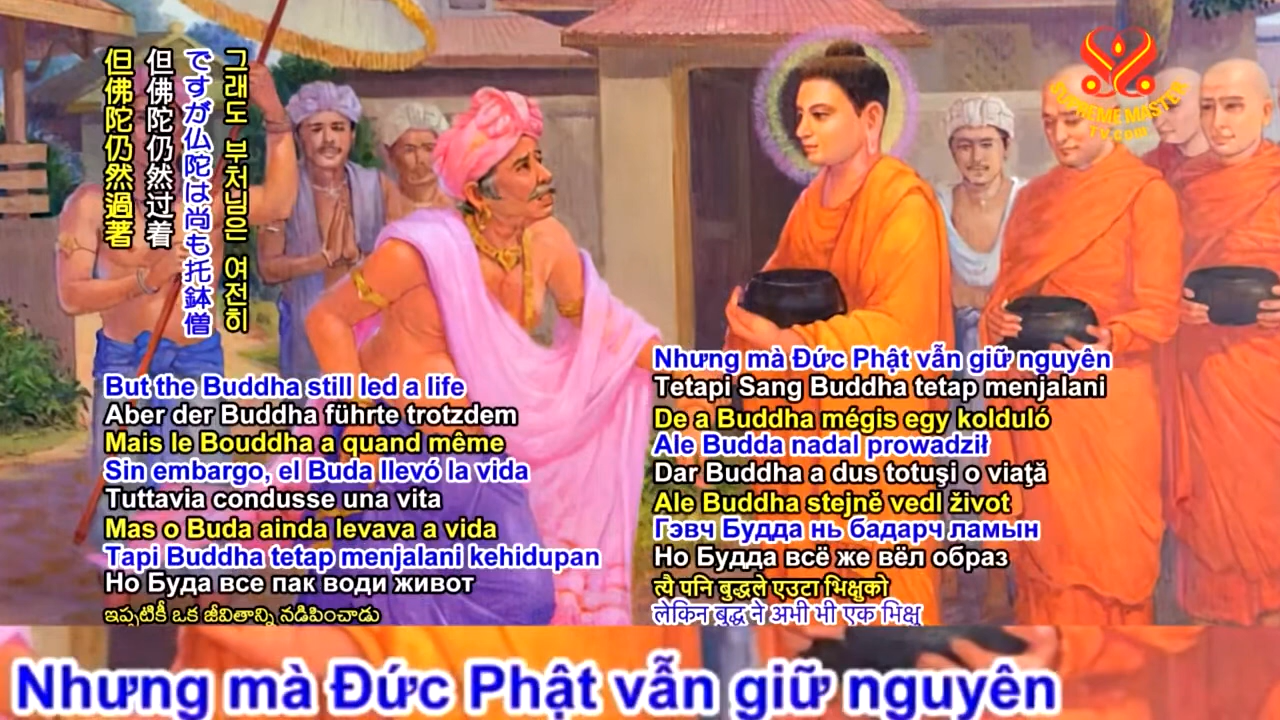 그래도 부처님은 여전히
ですが仏陀は尚も托鉢僧
但佛陀仍然过着
但佛陀仍然過著
SUPREME MASTER
TV.com
But the Buddha still led a life
Aber der Buddha führte trotzdem
Mais le Bouddha a quand même
Sin embargo, el Buda llevó la vida
Tuttavia condusse una vita
Mas o Buda ainda levava a vida
Tapi Buddha tetap menjalani kehidupan
Но Буда все пак води живот
ఇప్పటికీ ఒక జీవితాన్ని నడిపించాడు
Nhưng mà Đức Phật vẫn giữ nguyên
Tetapi Sang Buddha tetap menjalani
De a Buddha mégis egy kolduló
Ale Budda nadal prowadził
Dar Buddha a dus totuşi o viaţă
Ale Buddha stejně vedl život
Гэвч Будда нь бадарч ламын
Но Будда всё же вёл образ
त्यै पनि बुद्धले एउटा भिक्षुको
लेकिन बुद्ध ने अभी भी एक भिक्षु
Nhưng mà Đức Phật vẫn giữ nguyên